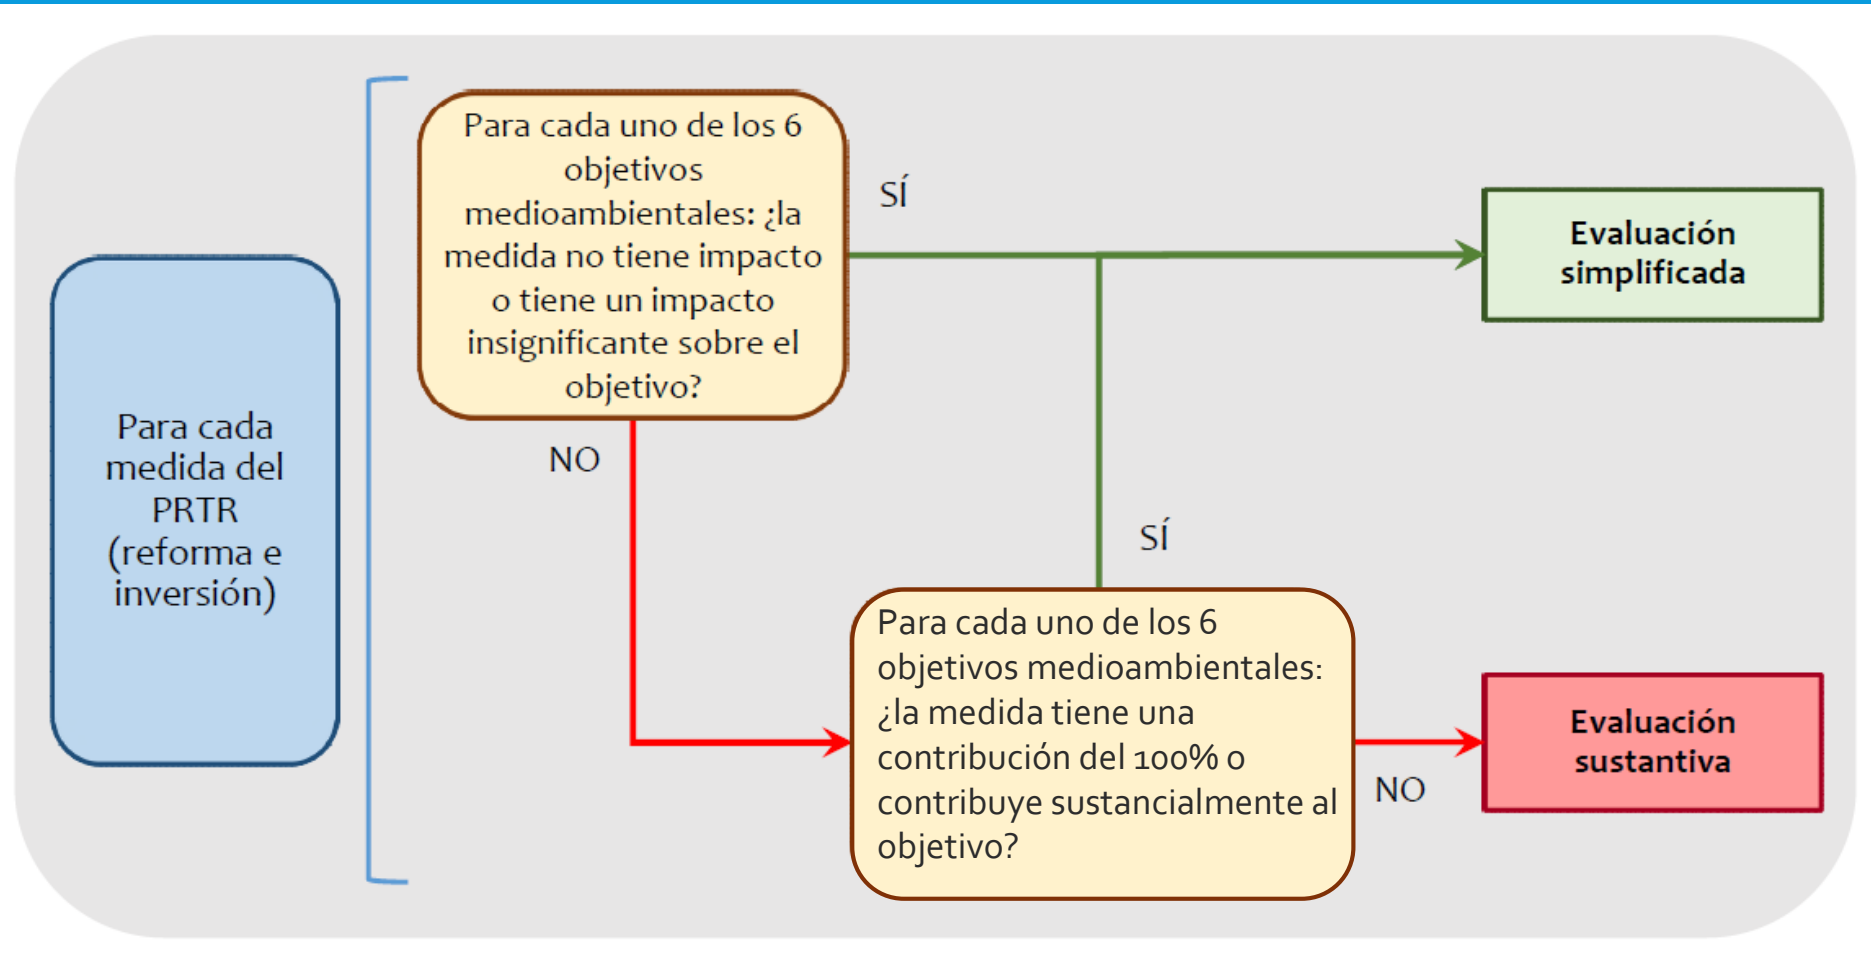 Para cada
medida del
PRTR
(reforma e
inversión)
Para cada uno de los 6
objetivos
medioambientales: ¿la
medida no tiene impacto
o tiene un impacto
insignificante sobre el
objetivo?
SÍ
Evaluación
simplificada
NO
SÍ
Para cada uno de los 6
objetivos medioambientales:
¿la medida tiene una
contribución del 100% o
contribuye sustancialmente al
objetivo?
NO
Evaluación
sustantiva